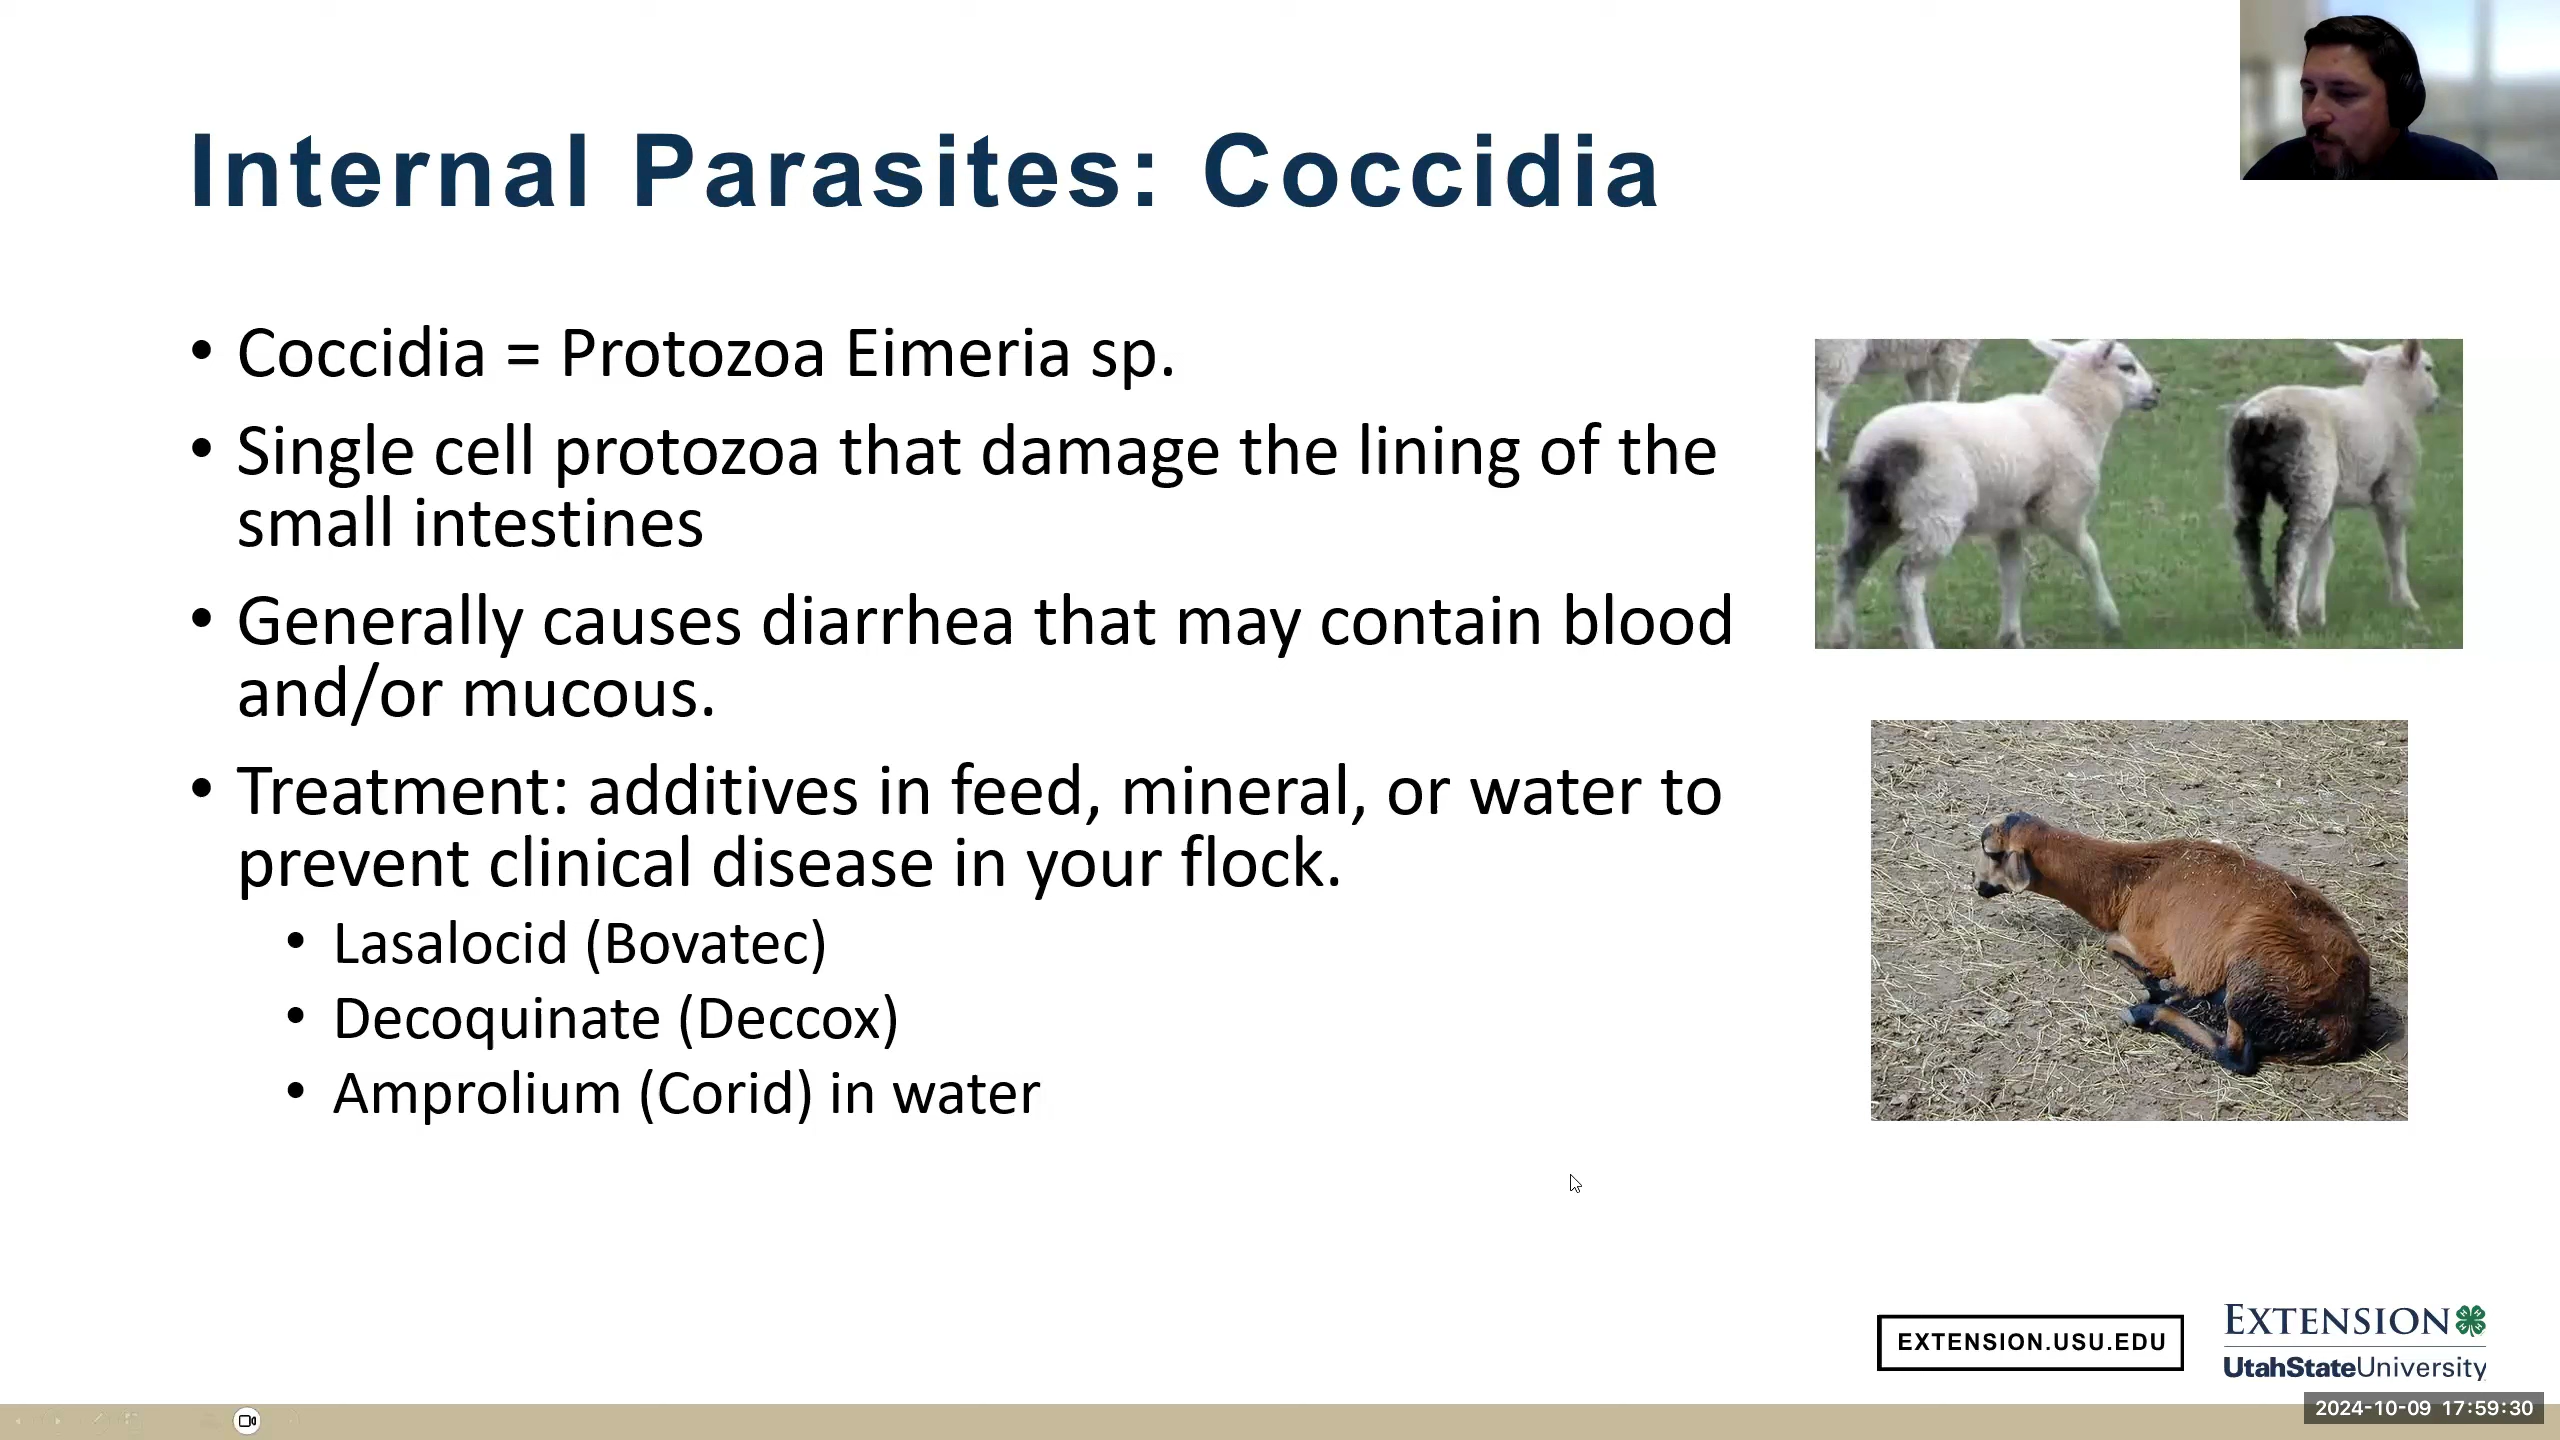 Internal Parasites: Coccidia
• Coccidia = Protozoa Eimeria sp.
• Single cell protozoa that damage the lining of the
small intestines
• Generally causes diarrhea that may contain blood
and/or mucous.
• Treatment: additives in feed, mineral, or water to
prevent clinical disease in your flock.
• Lasalocid (Bovatec)
• Decoquinate (Deccox)
• Amprolium (Corid) in water
EXTENSION.USU.EDU
EXTENSION
UtahStateUniversity
2024-10-09 17:59:30